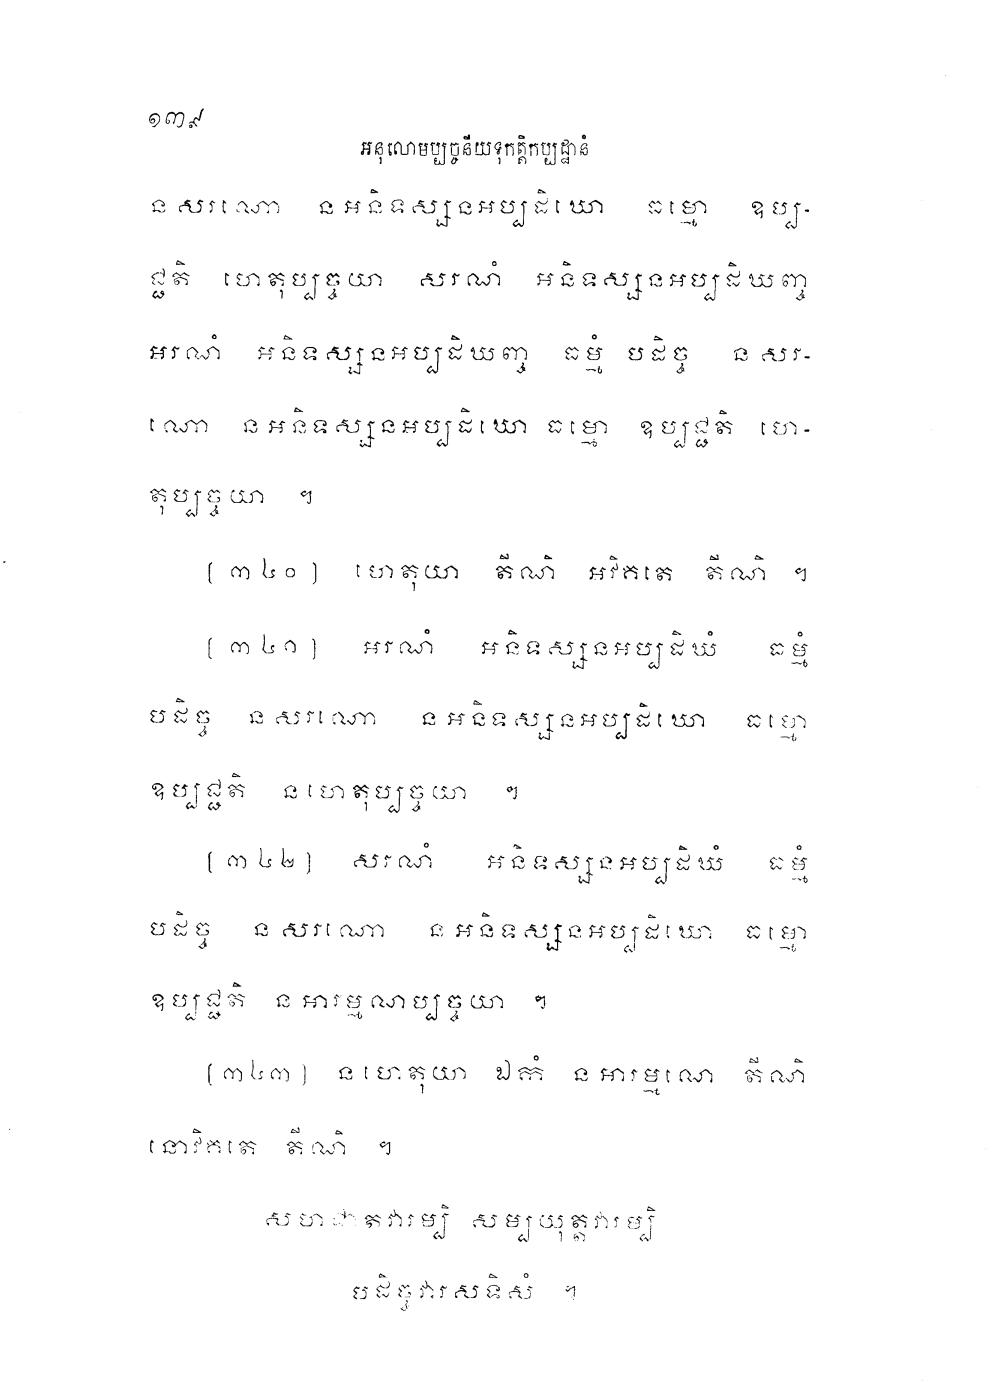 ១៣៩
អនុលោមប្បច្ចនីយទុកត្តិកប្បដ្ឋានំ
ន សរណោ ន អនិទស្សនអប្បដិឃោ ធម្មោ ឧប្ប-
ជ្ជតិ ហេតុប្បច្ចយា សរណំ អនិទស្សនអប្បដិឃញ្ច
អរណំ អនិទស្សនអប្បដិឃញ្ច ធម្មំ បដិច្ច ន សរ-
ណោ ន អនិទស្សនអប្បដិឃោ ធម្មោ ឧប្បជ្ជតិ ហេ-
តុប្បច្ចយា ។
[៣៤០] ហេតុយា តីណិ អវិគតេ តីណិ ។
[៣៤១] អរណំ អនិទស្សនអប្បដិឃំ ធម្មំ
បដិច្ច ន សរណោ ន អនិទស្សនអប្បដិឃោ ធម្មោ
ឧប្បជ្ជតិ ន ហេតុប្បច្ចយា ។
[៣៤២] សរណំ អនិទស្សនអប្បដិឃំ ធម្មំ
បដិច្ច ន សរណោ ន អនិទស្សនអប្បដិឃោ ធម្មោ
ឧប្បជ្ជតិ ន អារម្មណប្បច្ចយា ។
[៣៤៣] ន ហេតុយា ឯកំ ន អារម្មណេ តីណិ
នោវិគតេ តីណិ ។
សហជាតវារម្បិ សម្បយុត្តវារម្បិ
បដិច្ចវារសទិសំ ។